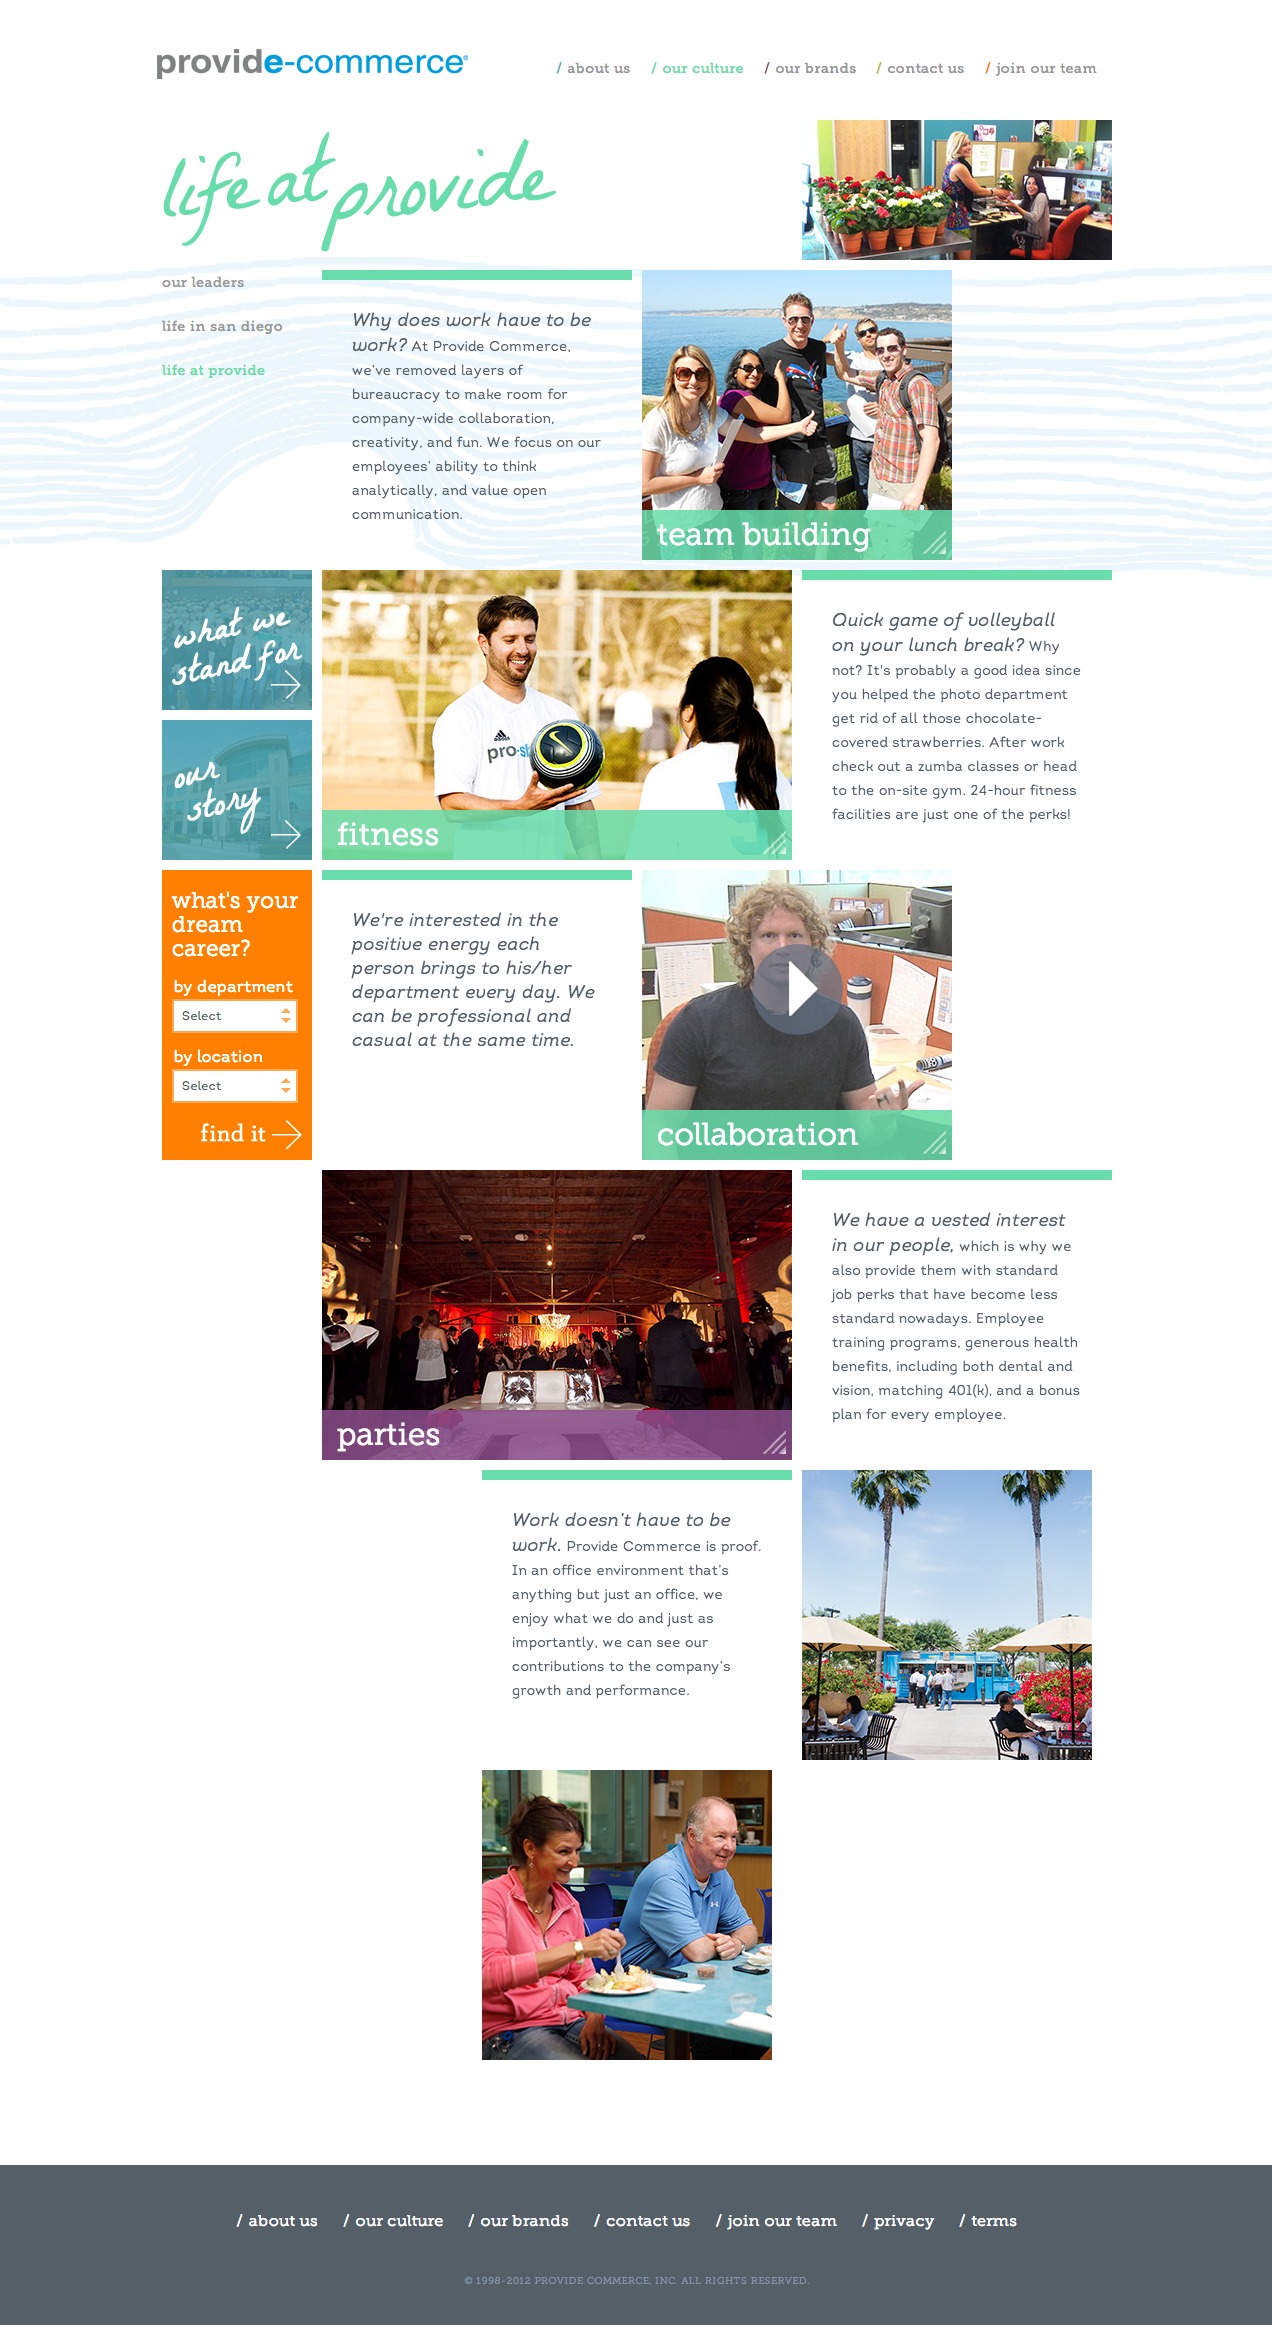 provide-commerce®
/ about us / our culture / our brands / contact us / join our team
life at provide
our leaders
life in san diego
life at provide
Why does work have to be
work? At Provide Commerce,
we've removed layers of
bureaucracy to make room for
company-wide collaboration,
creativity, and fun. We focus on our
employees' ability to think
analytically, and value open
communication.
team building
what we
stand for
our
story
fitness
Quick game of volleyball
on your lunch break? Why
not? It's probably a good idea since
you helped the photo department
get rid of all those chocolate-
covered strawberries. After work
check out a zumba classes or head
to the on-site gym. 24-hour fitness
facilities are just one of the perks!
what's your
dream
career?
by department
Select
by location
Select
find it
We're interested in the
positive energy each
person brings to his/her
department every day. We
can be professional and
casual at the same time.
collaboration
parties
We have a vested interest
in our people, which is why we
also provide them with standard
job perks that have become less
standard nowadays. Employee
training programs, generous health
benefits, including both dental and
vision, matching 401(k), and a bonus
plan for every employee.
Work doesn't have to be
work. Provide Commerce is proof.
In an office environment that's
anything but just an office, we
enjoy what we do and just as
importantly, we can see our
contributions to the company's
growth and performance.
/ about us / our culture / our brands / contact us / join our team / privacy / terms
© 1998-2012 PROVIDE COMMERCE, INC. ALL RIGHTS RESERVED.